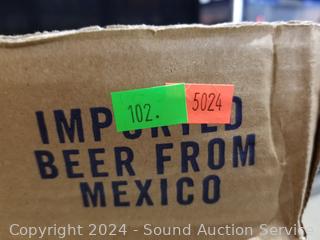 102. 5024
IMPORTED
BEER FROM
MEXICO
Copyright 2024 - Sound Auction Service